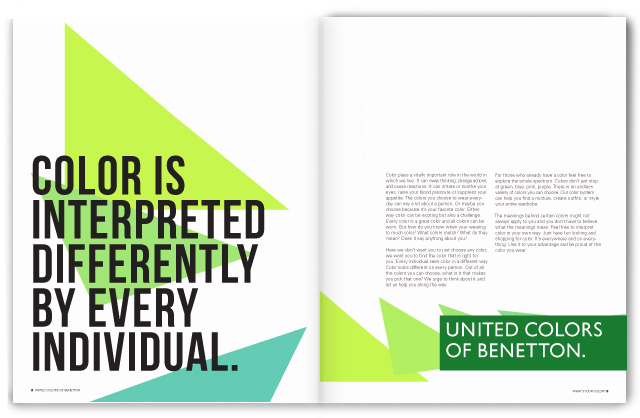 COLOR IS
INTERPRETED
DIFFERENTLY
BY EVERY
INDIVIDUAL.
UNITED COLORS OF BENETTON
Color plays a vitally important role in the world in
which we live. It can sway thinking, change actions,
and cause reactions. It can irritate or soothe your
eyes, raise your blood pressure or suppress your
appetite. The colors you choose to wear every-
day can say a lot about a person. Or maybe you
choose because it's your favorite color. Either
way color can be exciting but also a challenge.
Every color is a great color and all colors can be
worn. But how do you know when your wearing
to much color? What colors match? What do they
mean? Does it say anything about you?
Here we don't want you to just choose any color,
we want you to find the color that is right for
you. Every individual sees color in a different way.
Color looks different on every person. Out of all
the colors you can choose, what is it that makes
you pick that one? We urge to think about it and
let us help you along the way.
For those who already have a color feel free to
explore the whole spectrum. Colors don't just stop
at green, blue, pink, purple. There is an endless
variety of colors you can choose. Our color system
can help you find a mixture, create outfits, or style
your entire wardrobe.
The meanings behind certain colors might not
always apply to you and you don't have to believe
what the meanings mean. Feel free to interpret
color in your own way. Just have fun looking and
shopping for color. It's everywhere and on every-
thing. Use it to your advantage and be proud of the
color you wear.
UNITED COLORS
OF BENETTON.
WHAT'S YOUR COLOR?